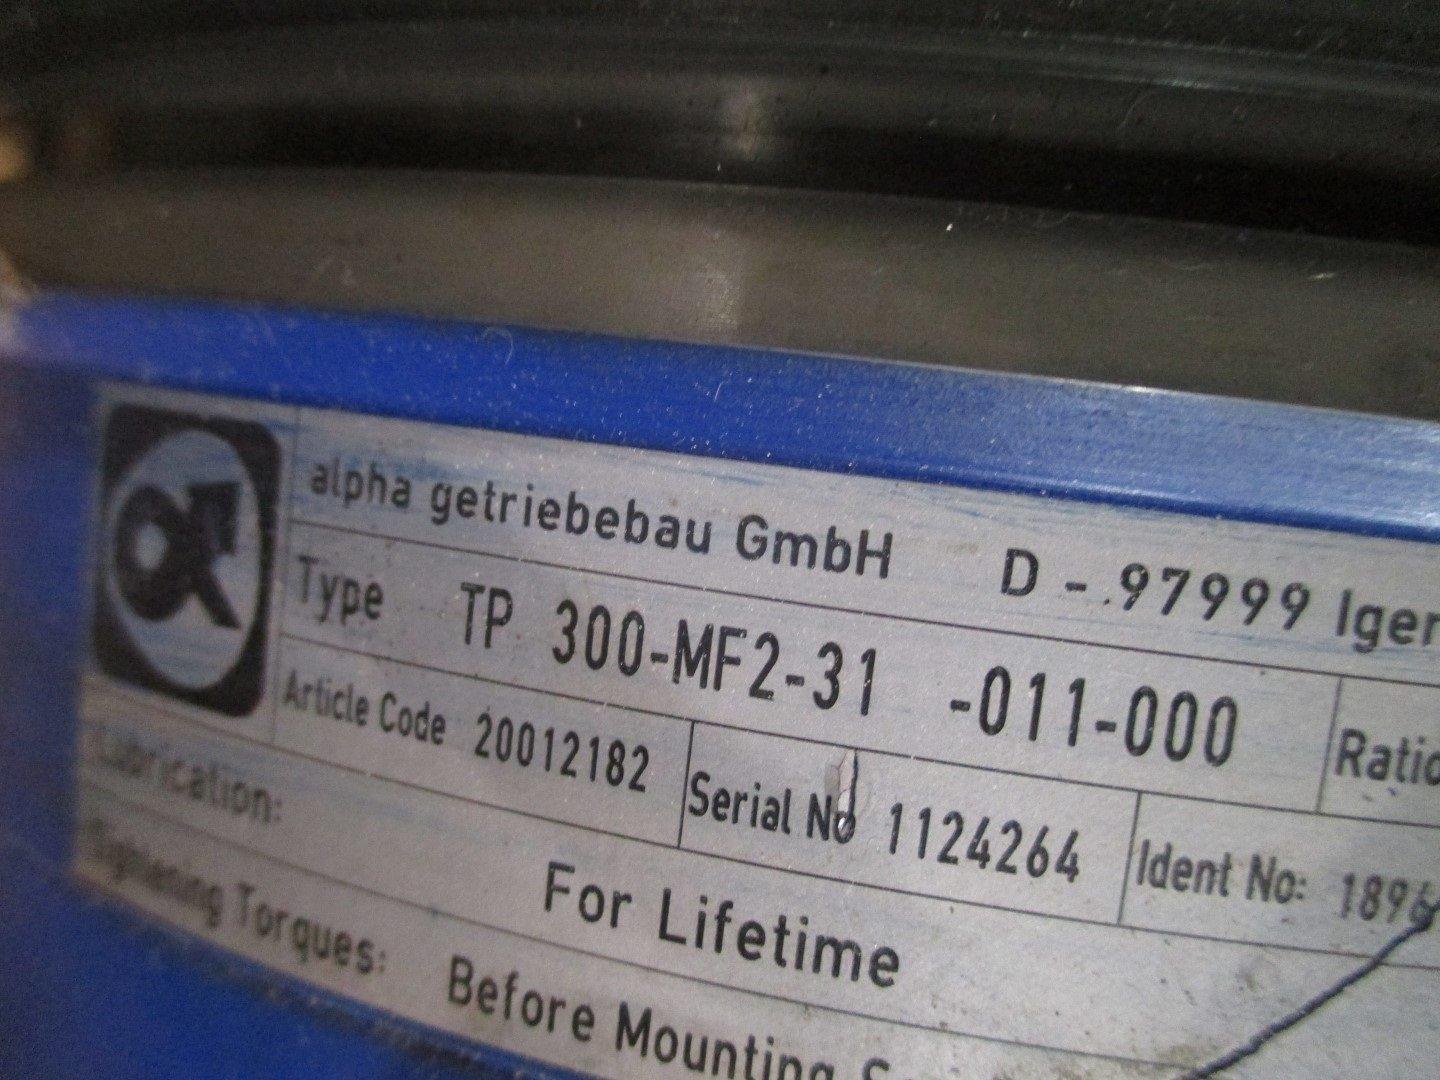 alpha getriebebau GmbH D - 97999 Iger
Type TP 300-MF2-31 -011-000 Ratio
Article Code 20012182 Serial No 1124264 Ident No: 1896
Lubrication: For Lifetime
Tightening Torques: Before Mounting